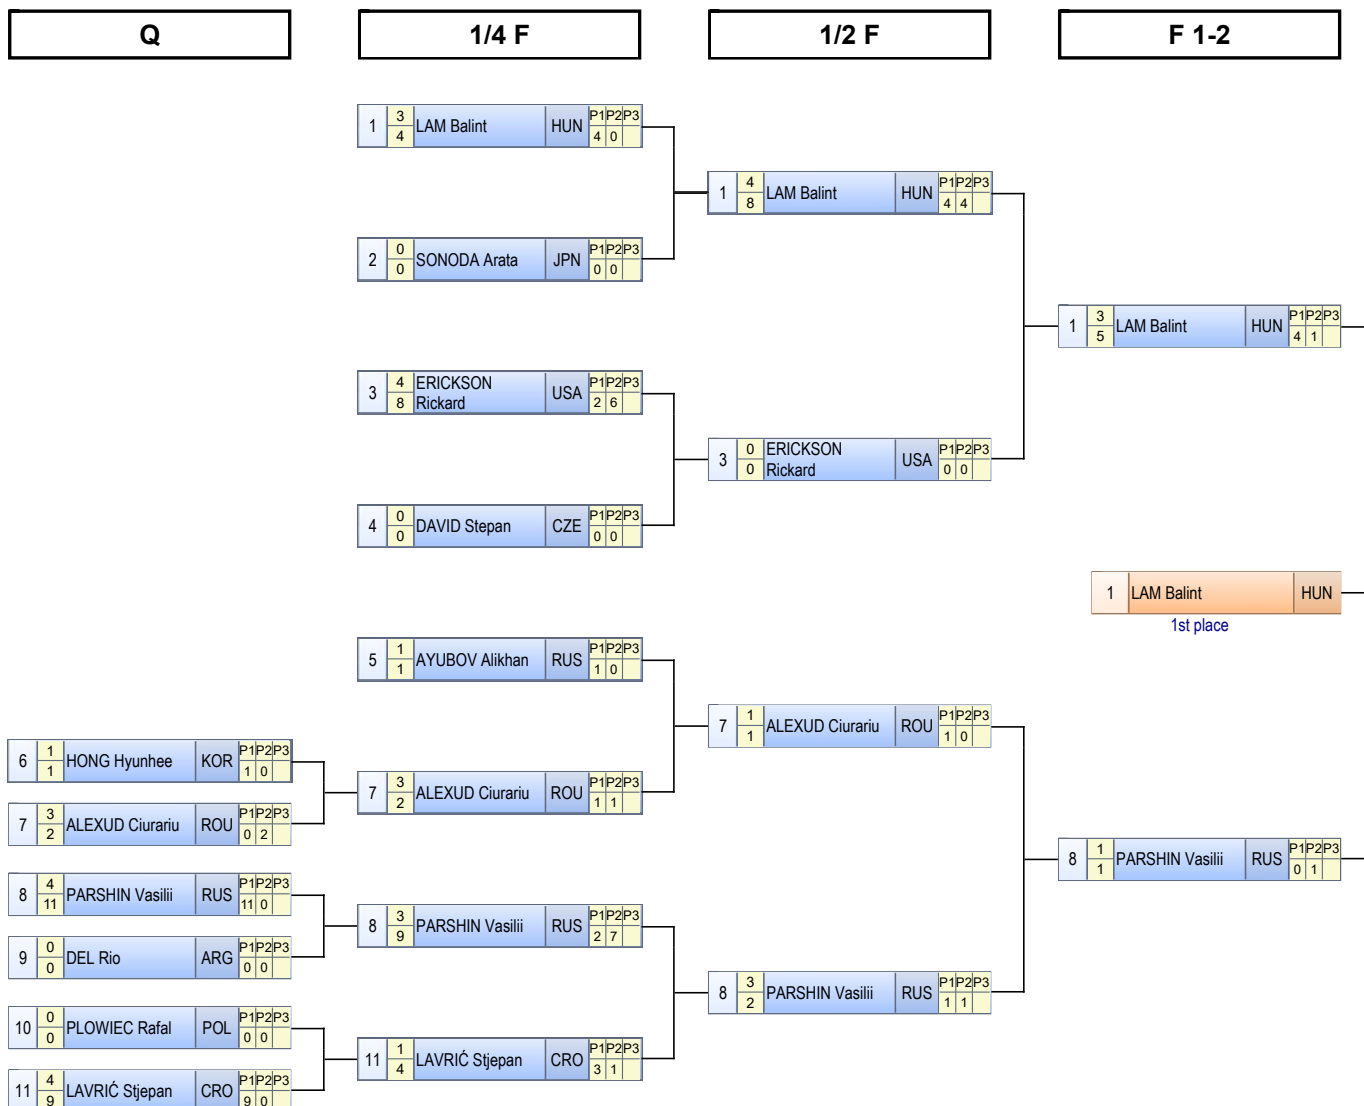 Q 1/4 F 1/2 F F 1-2
1 3 4 LAM Balint HUN P1 P2 P3 4 0
1 4 8 LAM Balint HUN P1 P2 P3 4 4
2 0 0 SONODA Arata JPN P1 P2 P3 0 0
1 3 5 LAM Balint HUN P1 P2 P3 4 1
3 4 8 ERICKSON Rickard USA P1 P2 P3 2 6
3 0 0 ERICKSON Rickard USA P1 P2 P3 0 0
4 0 0 DAVID Stepan CZE P1 P2 P3 0 0
1 LAM Balint HUN
1st place
5 1 1 AYUBOV Alikhan RUS P1 P2 P3 1 0
7 1 1 ALEXUD Ciurariu ROU P1 P2 P3 1 0
6 1 1 HONG Hyunhee KOR P1 P2 P3 1 0
7 3 2 ALEXUD Ciurariu ROU P1 P2 P3 1 1
7 3 2 ALEXUD Ciurariu ROU P1 P2 P3 0 2
8 1 1 PARSHIN Vasilii RUS P1 P2 P3 0 1
8 4 11 PARSHIN Vasilii RUS P1 P2 P3 11 0
8 3 9 PARSHIN Vasilii RUS P1 P2 P3 2 7
9 0 0 DEL Rio ARG P1 P2 P3 0 0
8 3 2 PARSHIN Vasilii RUS P1 P2 P3 1 1
10 0 0 PLOWIEC Rafal POL P1 P2 P3 0 0
11 1 4 LAVRIĆ Stjepan CRO P1 P2 P3 3 1
11 4 9 LAVRIĆ Stjepan CRO P1 P2 P3 9 0